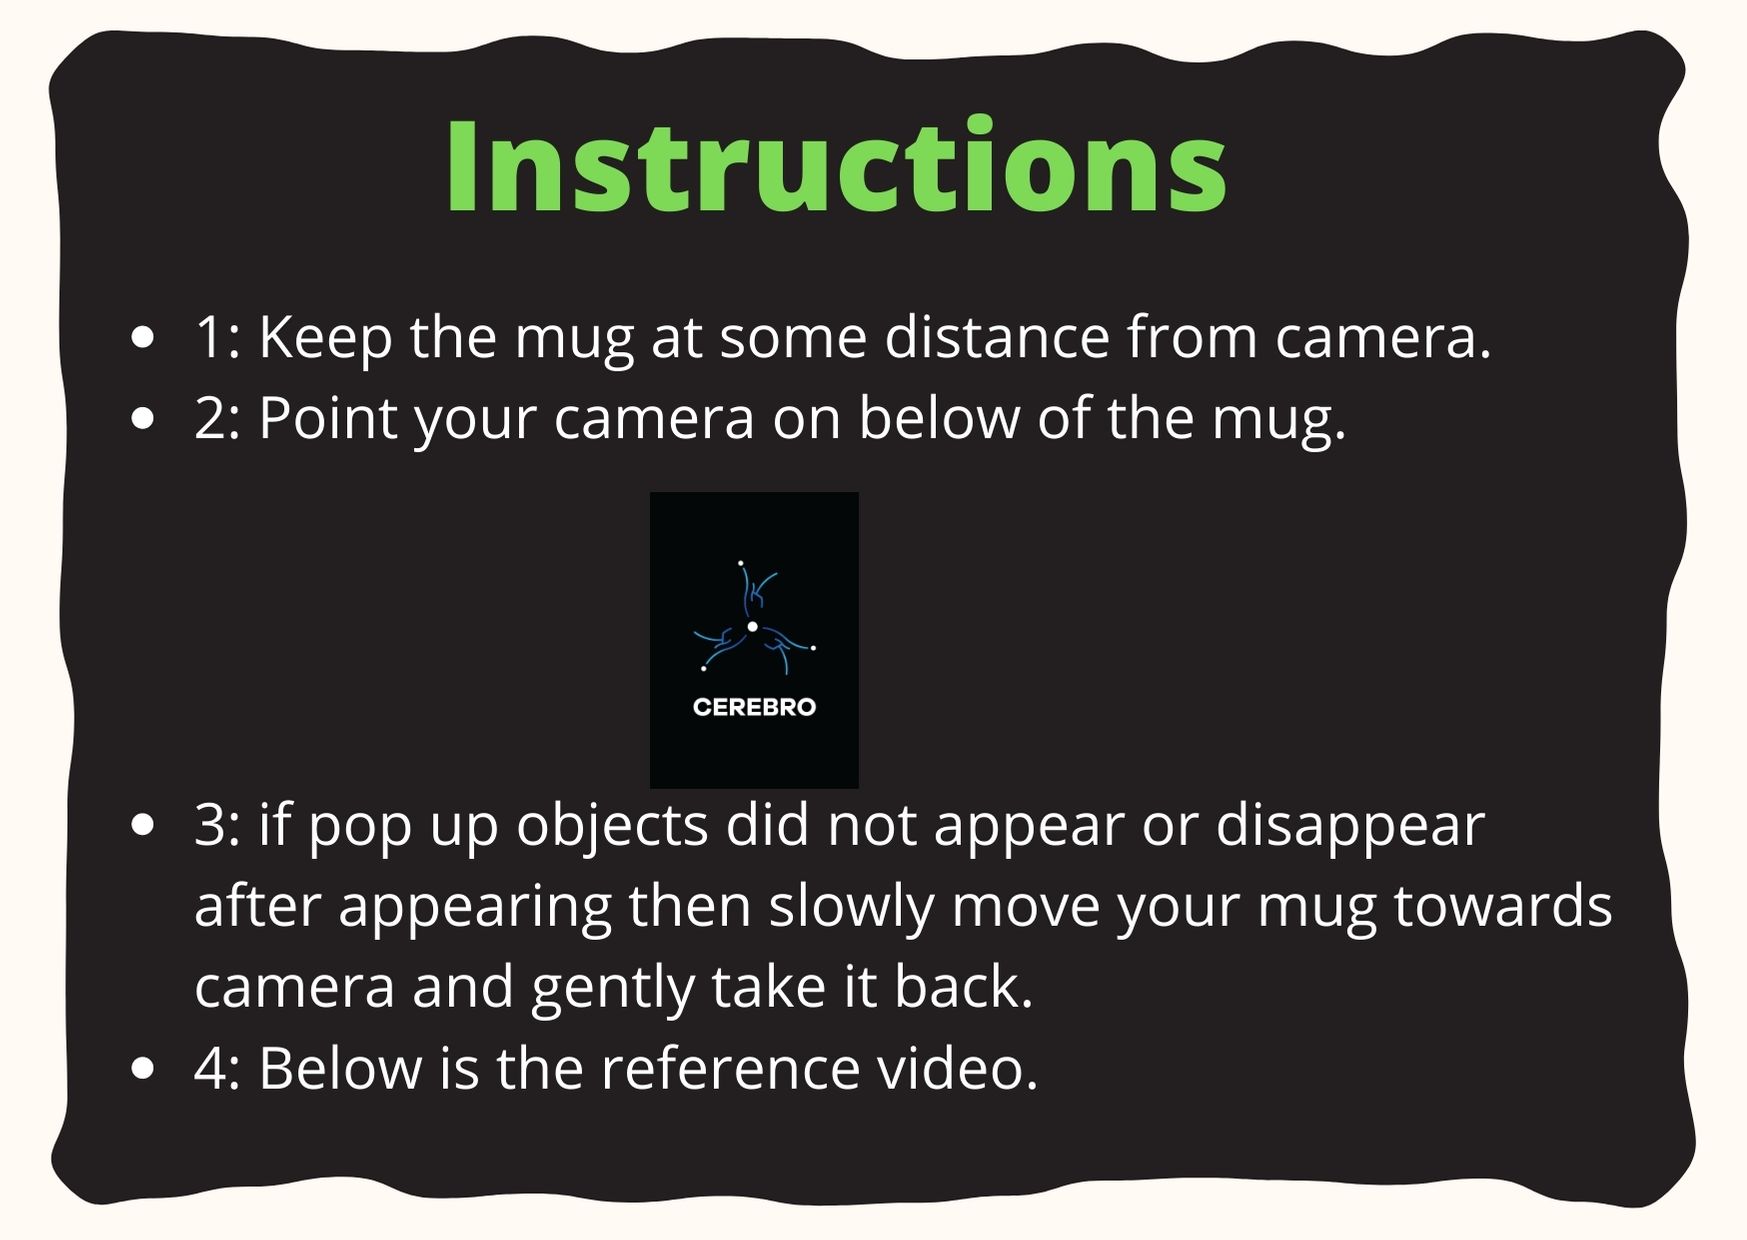 Instructions
• 1: Keep the mug at some distance from camera.
• 2: Point your camera on below of the mug.
CEREBRO
• 3: if pop up objects did not appear or disappear
after appearing then slowly move your mug towards
camera and gently take it back.
• 4: Below is the reference video.